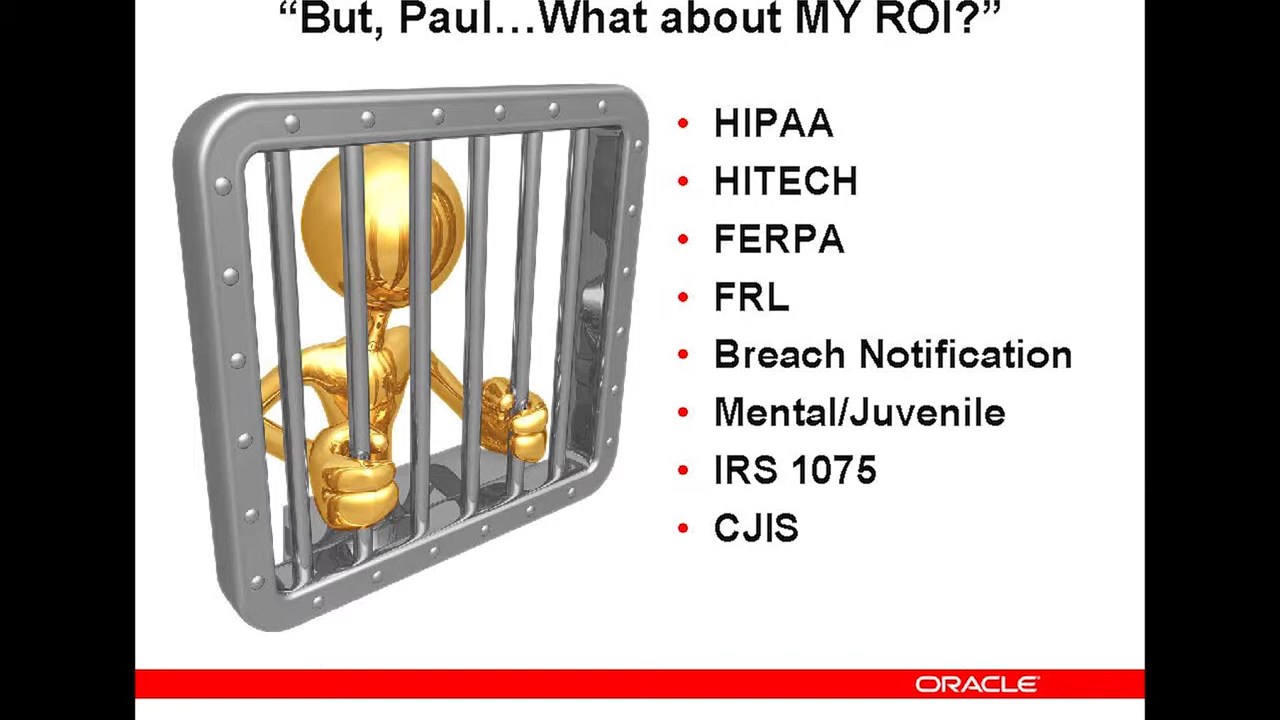 “But, Paul…What about MY ROI?”
• HIPAA
• HITECH
• FERPA
• FRL
• Breach Notification
• Mental/Juvenile
• IRS 1075
• CJIS
ORACLE